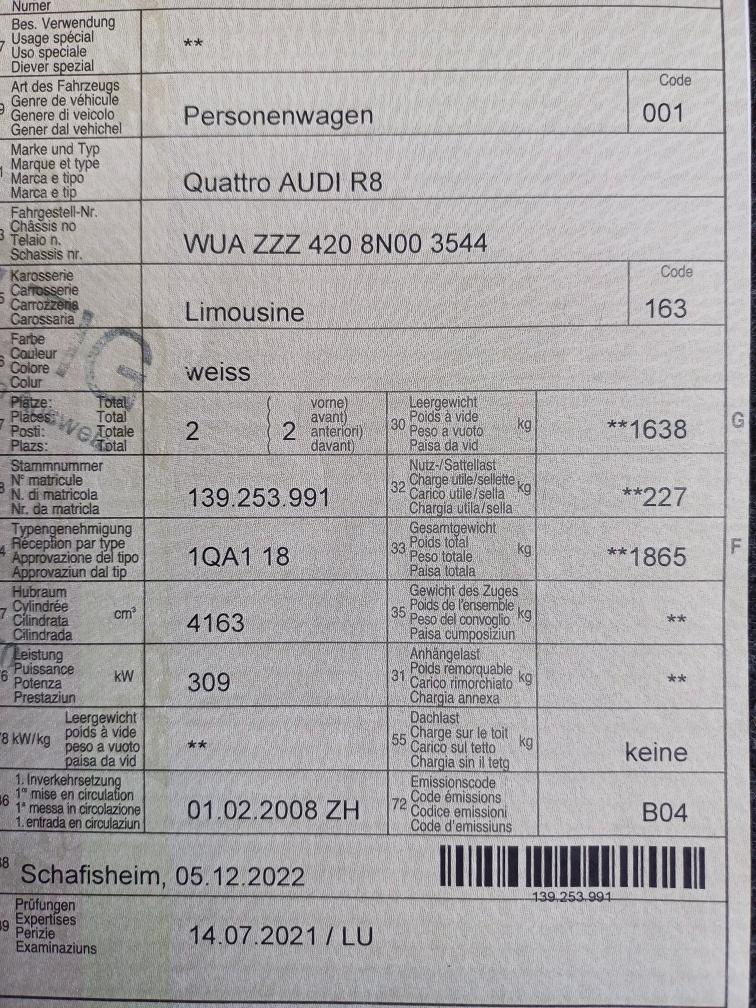 Numer
Bes. Verwendung
Usage spécial
Uso speciale
Diever spezial
**
Art des Fahrzeugs
Genre de véhicule
Genere di veicolo
Gener dal vehichel
Personenwagen
Code
001
Marke und Typ
Marque et type
Marca e tipo
Marca e tip
Quattro AUDI R8
Fahrgestell-Nr.
Châssis no
Telaio n.
Schassis nr.
WUA ZZZ 420 8N00 3544
Karosserie
Carrosserie
Carrozzeria
Carossaria
Limousine
Code
163
Farbe
Couleur
Colore
Colur
weiss
Plätze: Total
Places: Total
Posti: Totale
Plazs: Total
2
( 2
vorne)
avant)
anteriori)
davant)
30 Leergewicht
Poids à vide
Peso a vuoto
Paisa da vid
kg
**1638
G
Stammnummer
N° matricule
N. di matricola
Nr. da matricla
139.253.991
32 Nutz-/Sattellast
Charge utile/sellette
Carico utile/sella
Chargia utila/sella
kg
**227
Typengenehmigung
Réception par type
Approvazione del tipo
Approvaziun dal tip
1QA1 18
33 Gesamtgewicht
Poids total
Peso totale
Paisa totala
kg
**1865
F
Hubraum
Cylindrée
Cilindrata
Cilindrada
cm³
4163
35 Gewicht des Zuges
Poids de l'ensemble
Peso del convoglio
Paisa cumposiziun
kg
**
Leistung
Puissance
Potenza
Prestaziun
kW
309
31 Anhängelast
Poids remorquable
Carico rimorchiato
Chargia annexa
kg
**
kW/kg
Leergewicht
poids à vide
peso a vuoto
paisa da vid
**
55 Dachlast
Charge sur le toit
Carico sul tetto
Chargia sin il tetg
kg
keine
1. Inverkehrsetzung
1re mise en circulation
1a messa in circolazione
1. entrada en circulaziun
01.02.2008 ZH
72 Emissionscode
Code émissions
Codice emissioni
Code d'emissiuns
B04
Schafisheim, 05.12.2022
139.253.991
Prüfungen
Expertises
Perizie
Examinaziuns
14.07.2021 / LU